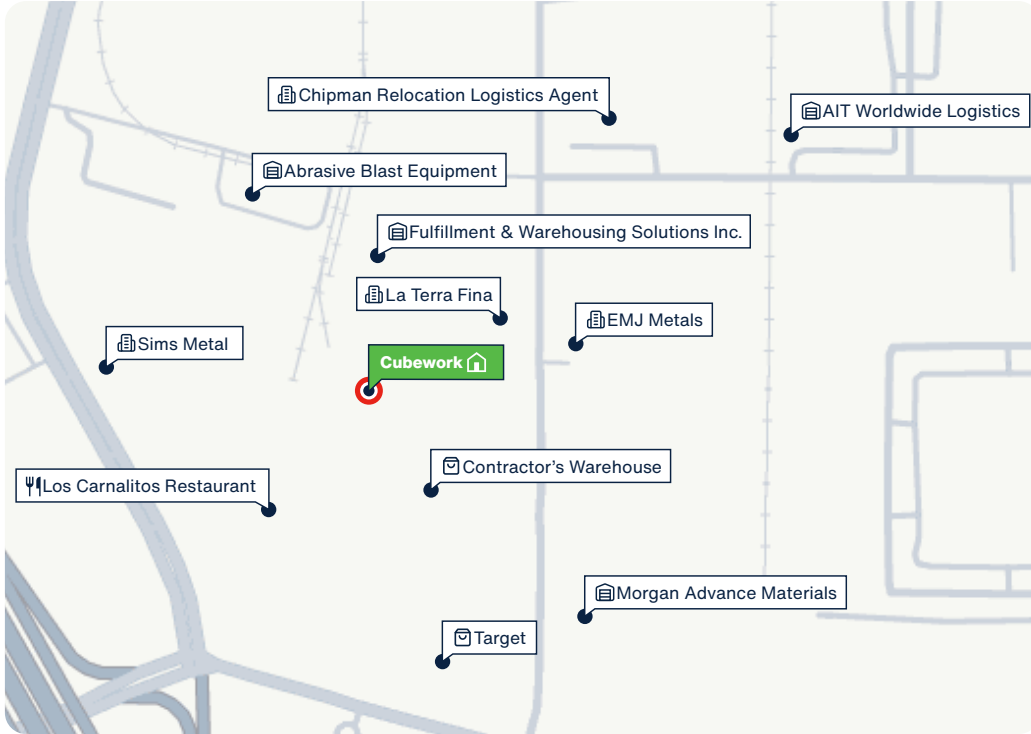 Chipman Relocation Logistics Agent
AIT Worldwide Logistics
Abrasive Blast Equipment
Fulfillment & Warehousing Solutions Inc.
La Terra Fina
EMJ Metals
Sims Metal
Cubework
Contractor’s Warehouse
Los Carnalitos Restaurant
Morgan Advance Materials
Target